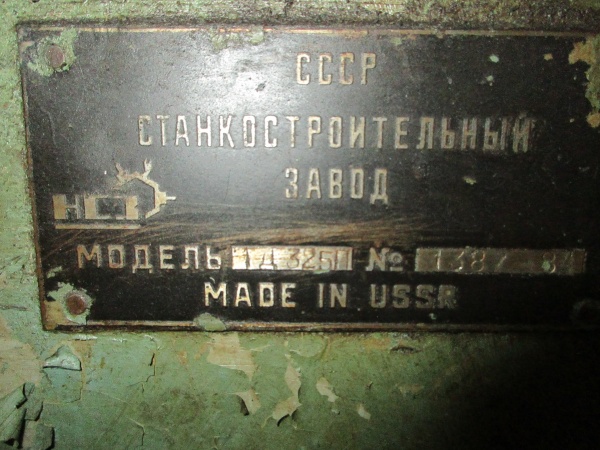 СССР
СТАНКОСТРОИТЕЛЬНЫЙ
ЗАВОД
НСЗ
МОДЕЛЬ 1Д325П №
MADE IN USSR